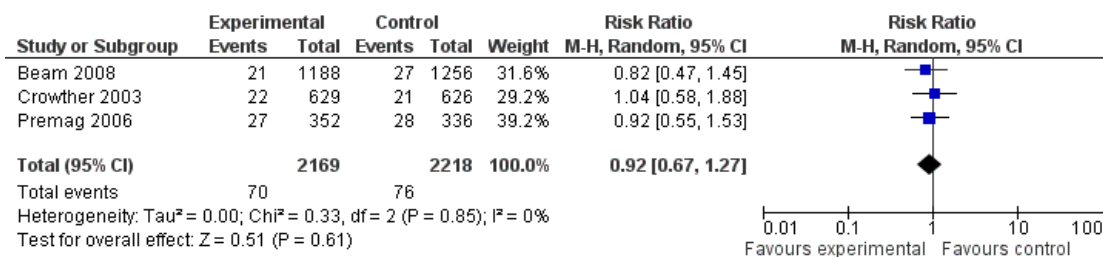 Experimental Control Risk Ratio Risk Ratio
Study or Subgroup Events Total Events Total Weight M-H, Random, 95% CI M-H, Random, 95% CI
Beam 2008 21 1188 27 1256 31.6% 0.82 [0.47, 1.45]
Crowther 2003 22 629 21 626 29.2% 1.04 [0.58, 1.88]
Premag 2006 27 352 28 336 39.2% 0.92 [0.55, 1.53]
Total (95% CI) 2169 2218 100.0% 0.92 [0.67, 1.27]
Total events 70 76
Heterogeneity: Tau² = 0.00; Chi² = 0.33, df = 2 (P = 0.85); I² = 0%
Test for overall effect: Z = 0.51 (P = 0.61)
0.01 0.1 1 10 100
Favours experimental Favours control